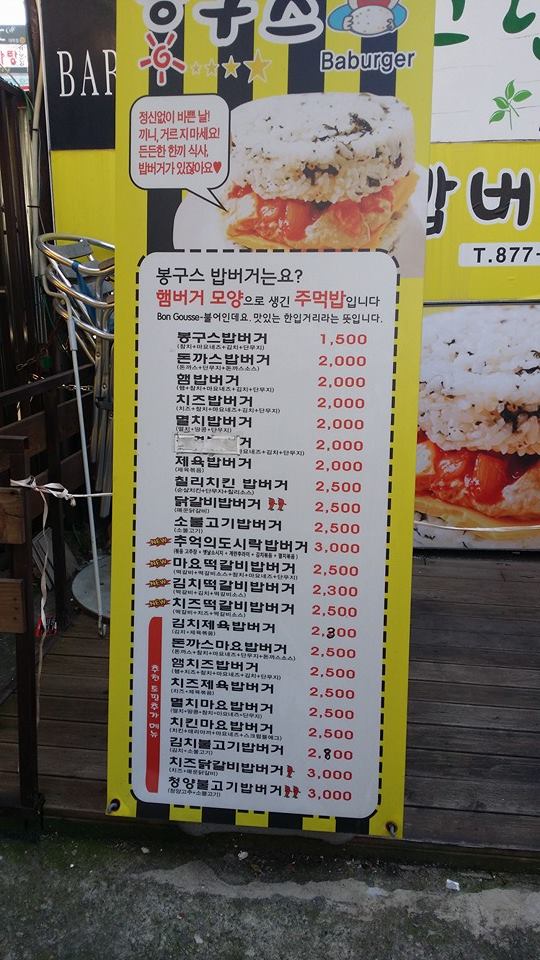 봉구스
Baburger
BAR
정신없이 바쁜 날!
끼니, 거르지 마세요!
든든한 한끼 식사,
밥버거가 있잖아요♥
밥버
T.877-
봉구스 밥버거는요?
햄버거 모양으로 생긴 주먹밥입니다
Bon Gousse-불어인데요. 맛있는 한입거리라는 뜻입니다.
봉구스밥버거 1,500
(참치+마요네즈+김치+단무지)
돈까스밥버거 2,000
(돈까스+단무지+돈까스소스)
햄밥버거 2,000
(햄+참치+마요네즈+김치+단무지)
치즈밥버거 2,000
(치즈+참치+마요네즈+김치+단무지)
멸치밥버거 2,000
(멸치+땅콩+단무지)
거 2,000
요네즈+김치+단무지)
제육밥버거 2,000
(제육볶음)
칠리치킨 밥버거 2,500
(순살치킨+단무지+칠리소스)
닭갈비밥버거 2,500
(매운닭갈비)
소불고기밥버거 2,500
(소불고기)
NEW 추억의도시락밥버거 3,000
(볶음 고추장 + 옛날소시지 + 계란후라이 + 김치볶음 + 멸치볶음)
NEW 마요떡갈비밥버거 2,500
(떡갈비+떡갈비소스+참치+마요네즈+단무지)
NEW 김치떡갈비밥버거 2,300
(떡갈비+김치+떡갈비소스)
NEW 치즈떡갈비밥버거 2,500
(떡갈비+치즈+떡갈비소스)
추천 토핑추가 메뉴
김치제육밥버거 2,300
(김치+제육볶음)
돈까스마요밥버거 2,500
(돈까스+참치+마요네즈+단무지+돈까스소스)
햄치즈밥버거 2,500
(햄+치즈+참치+마요네즈+김치+단무지)
치즈제육밥버거 2,500
(치즈+제육볶음)
멸치마요밥버거 2,500
(멸치+땅콩+참치+마요네즈+단무지)
치킨마요밥버거 2,500
(치킨+데리야끼+마요네즈+스크램블에그)
김치불고기밥버거 2,800
(김치+소불고기)
치즈닭갈비밥버거 3,000
(치즈+매운닭갈비)
청양불고기밥버거 3,000
(청양고추+소불고기)